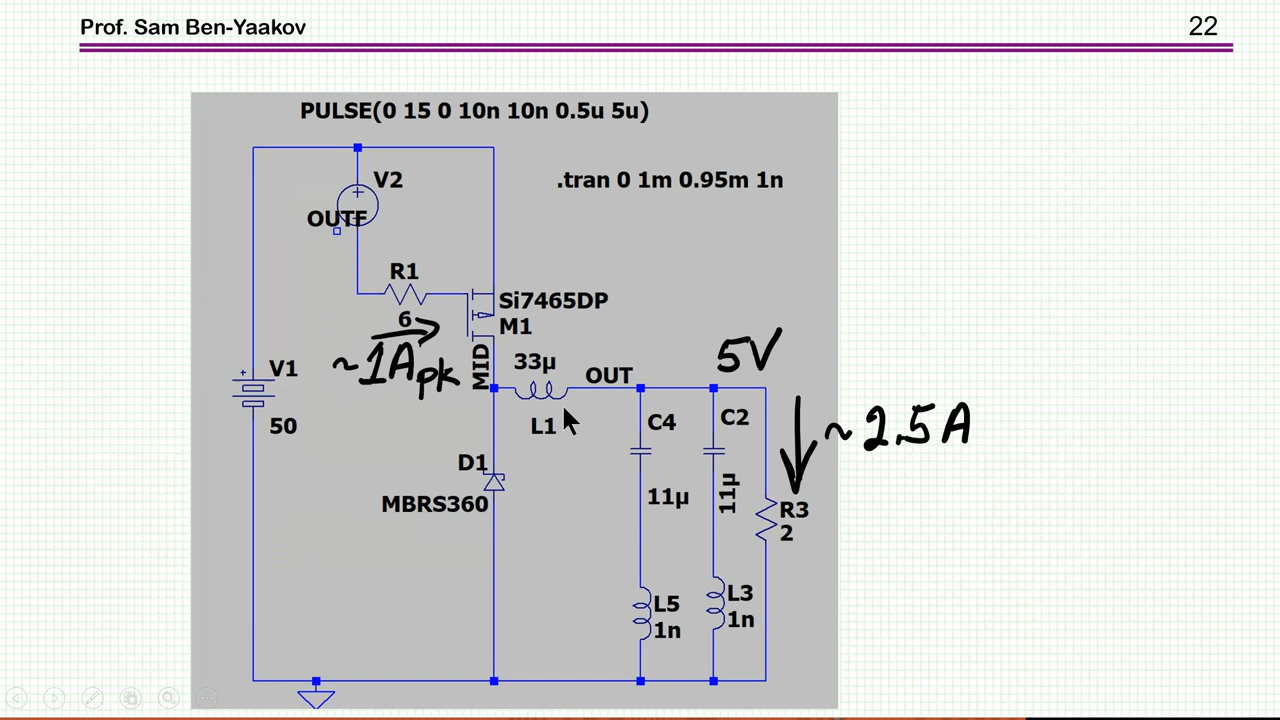 Prof. Sam Ben-Yaakov
22
PULSE(0 15 0 10n 10n 0.5u 5u)
V2
.tran 0 1m 0.95m 1n
OUTF
R1
6
Si7465DP
M1
~1Apk
MID
33µ
L1
OUT
5V
V1
50
C4
11µ
C2
11µ
~2.5A
D1
MBRS360
R3
2
L5
1n
L3
1n